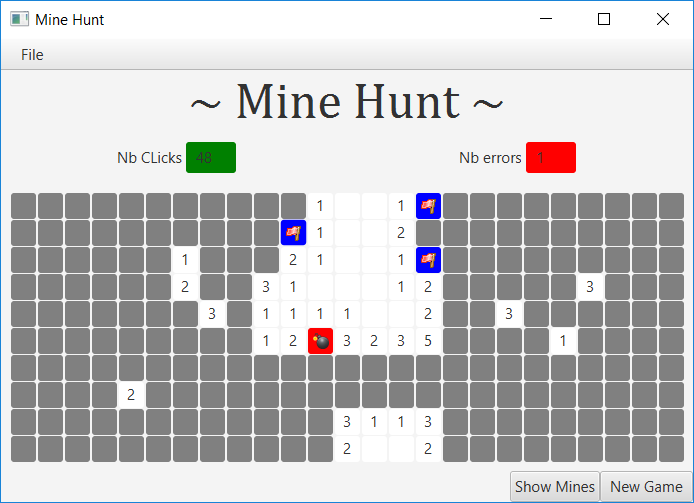 Mine Hunt
File
~ Mine Hunt ~
Nb CLicks 48 Nb errors 1
1 1
1 2
1 2 1 1
2 3 1 1 2 3
3 1 1 1 1 2 3
1 2 3 2 3 5 1
2
3 1 1 3
2 2
Show Mines New Game